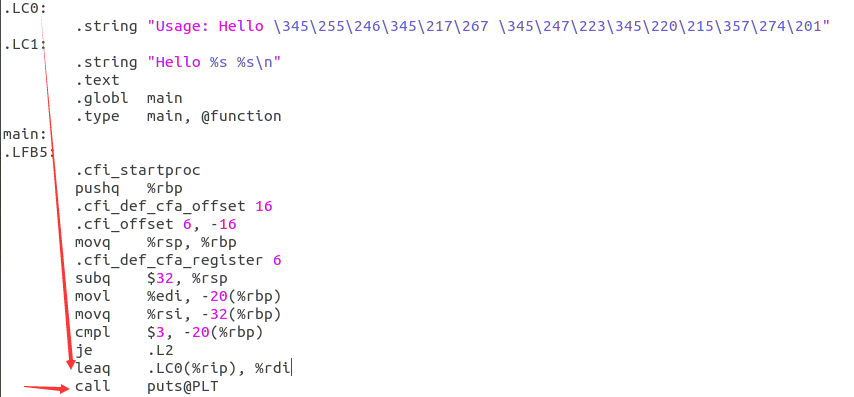 .LC0:
.string "Usage: Hello \345\255\246\345\217\267 \345\247\223\345\220\215\357\274\201"
.LC1:
.string "Hello %s %s\n"
.text
.globl main
.type main, @function
main:
.LFB5:
.cfi_startproc
pushq %rbp
.cfi_def_cfa_offset 16
.cfi_offset 6, -16
movq %rsp, %rbp
.cfi_def_cfa_register 6
subq $32, %rsp
movl %edi, -20(%rbp)
movq %rsi, -32(%rbp)
cmpl $3, -20(%rbp)
je .L2
leaq .LC0(%rip), %rdi
call puts@PLT